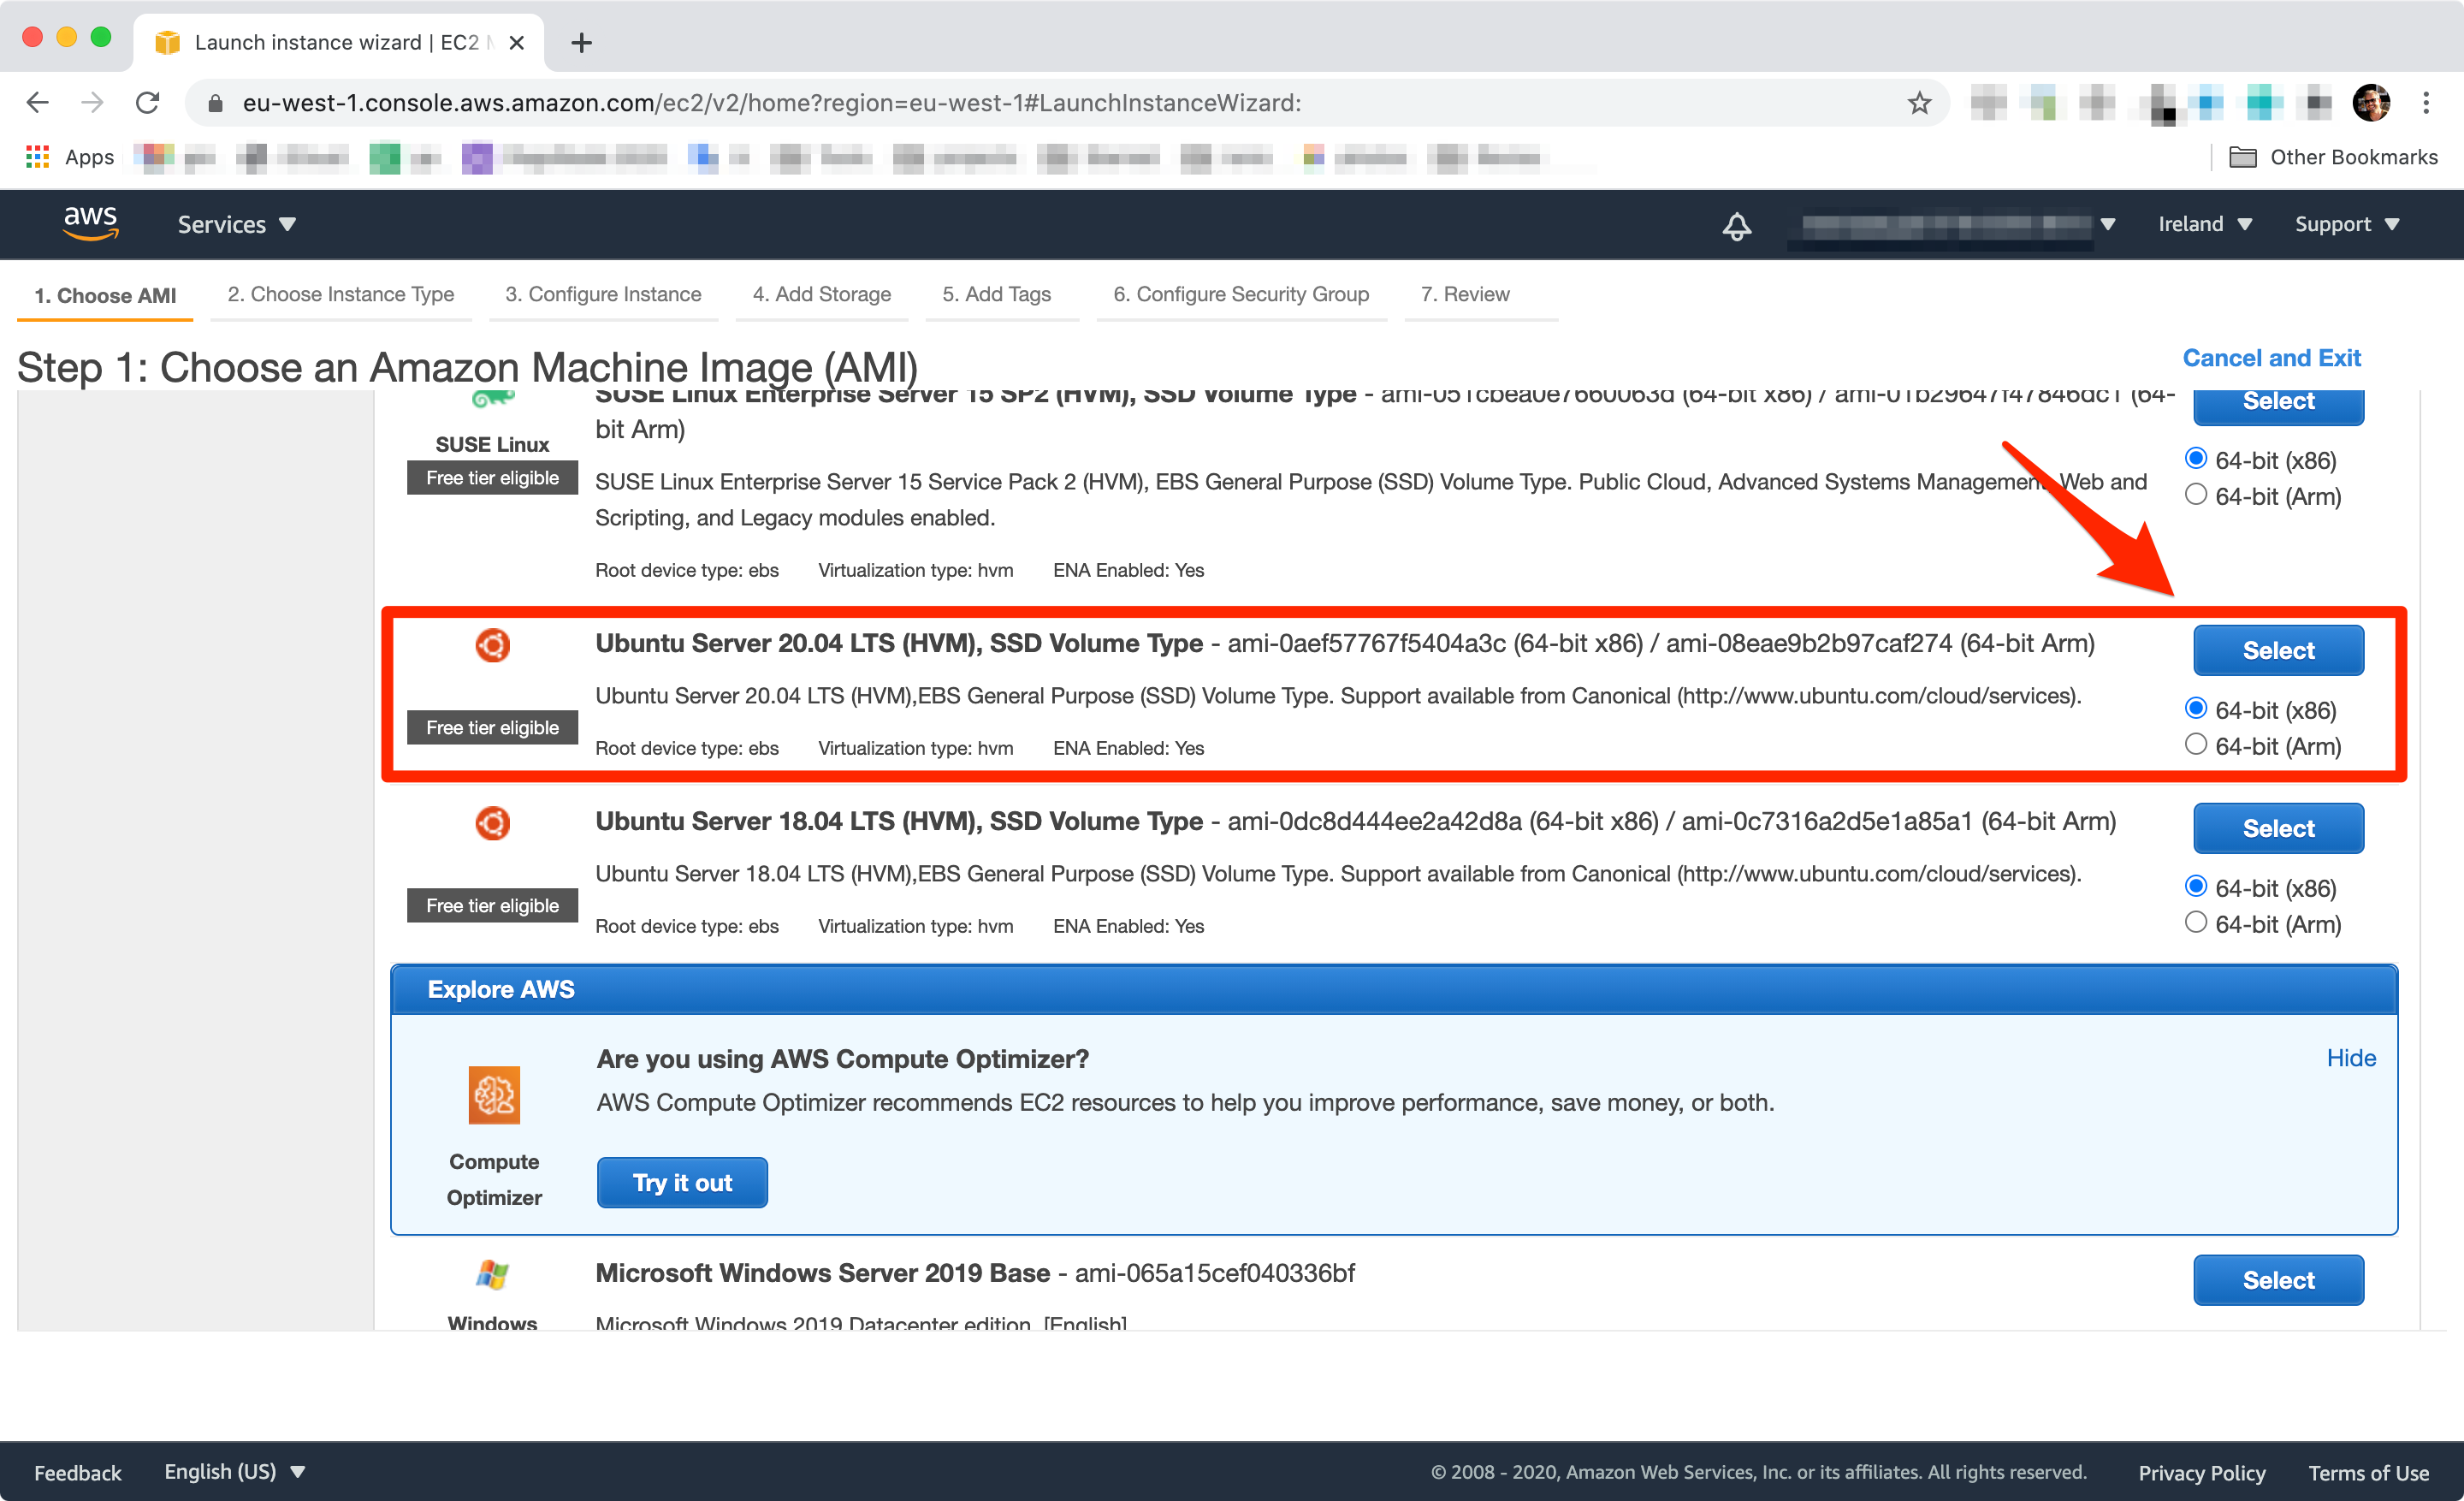 Launch instance wizard | EC2 M
eu-west-1.console.aws.amazon.com/ec2/v2/home?region=eu-west-1#LaunchInstanceWizard:
Apps
Other Bookmarks
aws
Services
Ireland
Support
1. Choose AMI
2. Choose Instance Type
3. Configure Instance
4. Add Storage
5. Add Tags
6. Configure Security Group
7. Review
Step 1: Choose an Amazon Machine Image (AMI)
Cancel and Exit
SUSE Linux
Free tier eligible
SUSE Linux Enterprise Server 15 SP2 (HVM), SSD Volume Type - ami-051cbea0e7660063d (64-bit x86) / ami-01b29647f47846dc1 (64-
bit Arm)
SUSE Linux Enterprise Server 15 Service Pack 2 (HVM), EBS General Purpose (SSD) Volume Type. Public Cloud, Advanced Systems Management, Web and
Scripting, and Legacy modules enabled.
Root device type: ebs Virtualization type: hvm ENA Enabled: Yes
Select
64-bit (x86)
64-bit (Arm)
Free tier eligible
Ubuntu Server 20.04 LTS (HVM), SSD Volume Type - ami-0aef57767f5404a3c (64-bit x86) / ami-08eae9b2b97caf274 (64-bit Arm)
Ubuntu Server 20.04 LTS (HVM),EBS General Purpose (SSD) Volume Type. Support available from Canonical (http://www.ubuntu.com/cloud/services).
Root device type: ebs Virtualization type: hvm ENA Enabled: Yes
Select
64-bit (x86)
64-bit (Arm)
Free tier eligible
Ubuntu Server 18.04 LTS (HVM), SSD Volume Type - ami-0dc8d444ee2a42d8a (64-bit x86) / ami-0c7316a2d5e1a85a1 (64-bit Arm)
Ubuntu Server 18.04 LTS (HVM),EBS General Purpose (SSD) Volume Type. Support available from Canonical (http://www.ubuntu.com/cloud/services).
Root device type: ebs Virtualization type: hvm ENA Enabled: Yes
Select
64-bit (x86)
64-bit (Arm)
Explore AWS
Compute
Optimizer
Are you using AWS Compute Optimizer?
Hide
AWS Compute Optimizer recommends EC2 resources to help you improve performance, save money, or both.
Try it out
Windows
Microsoft Windows Server 2019 Base - ami-065a15cef040336bf
Microsoft Windows 2019 Datacenter edition. [English]
Select
Feedback
English (US)
© 2008 - 2020, Amazon Web Services, Inc. or its affiliates. All rights reserved.
Privacy Policy
Terms of Use